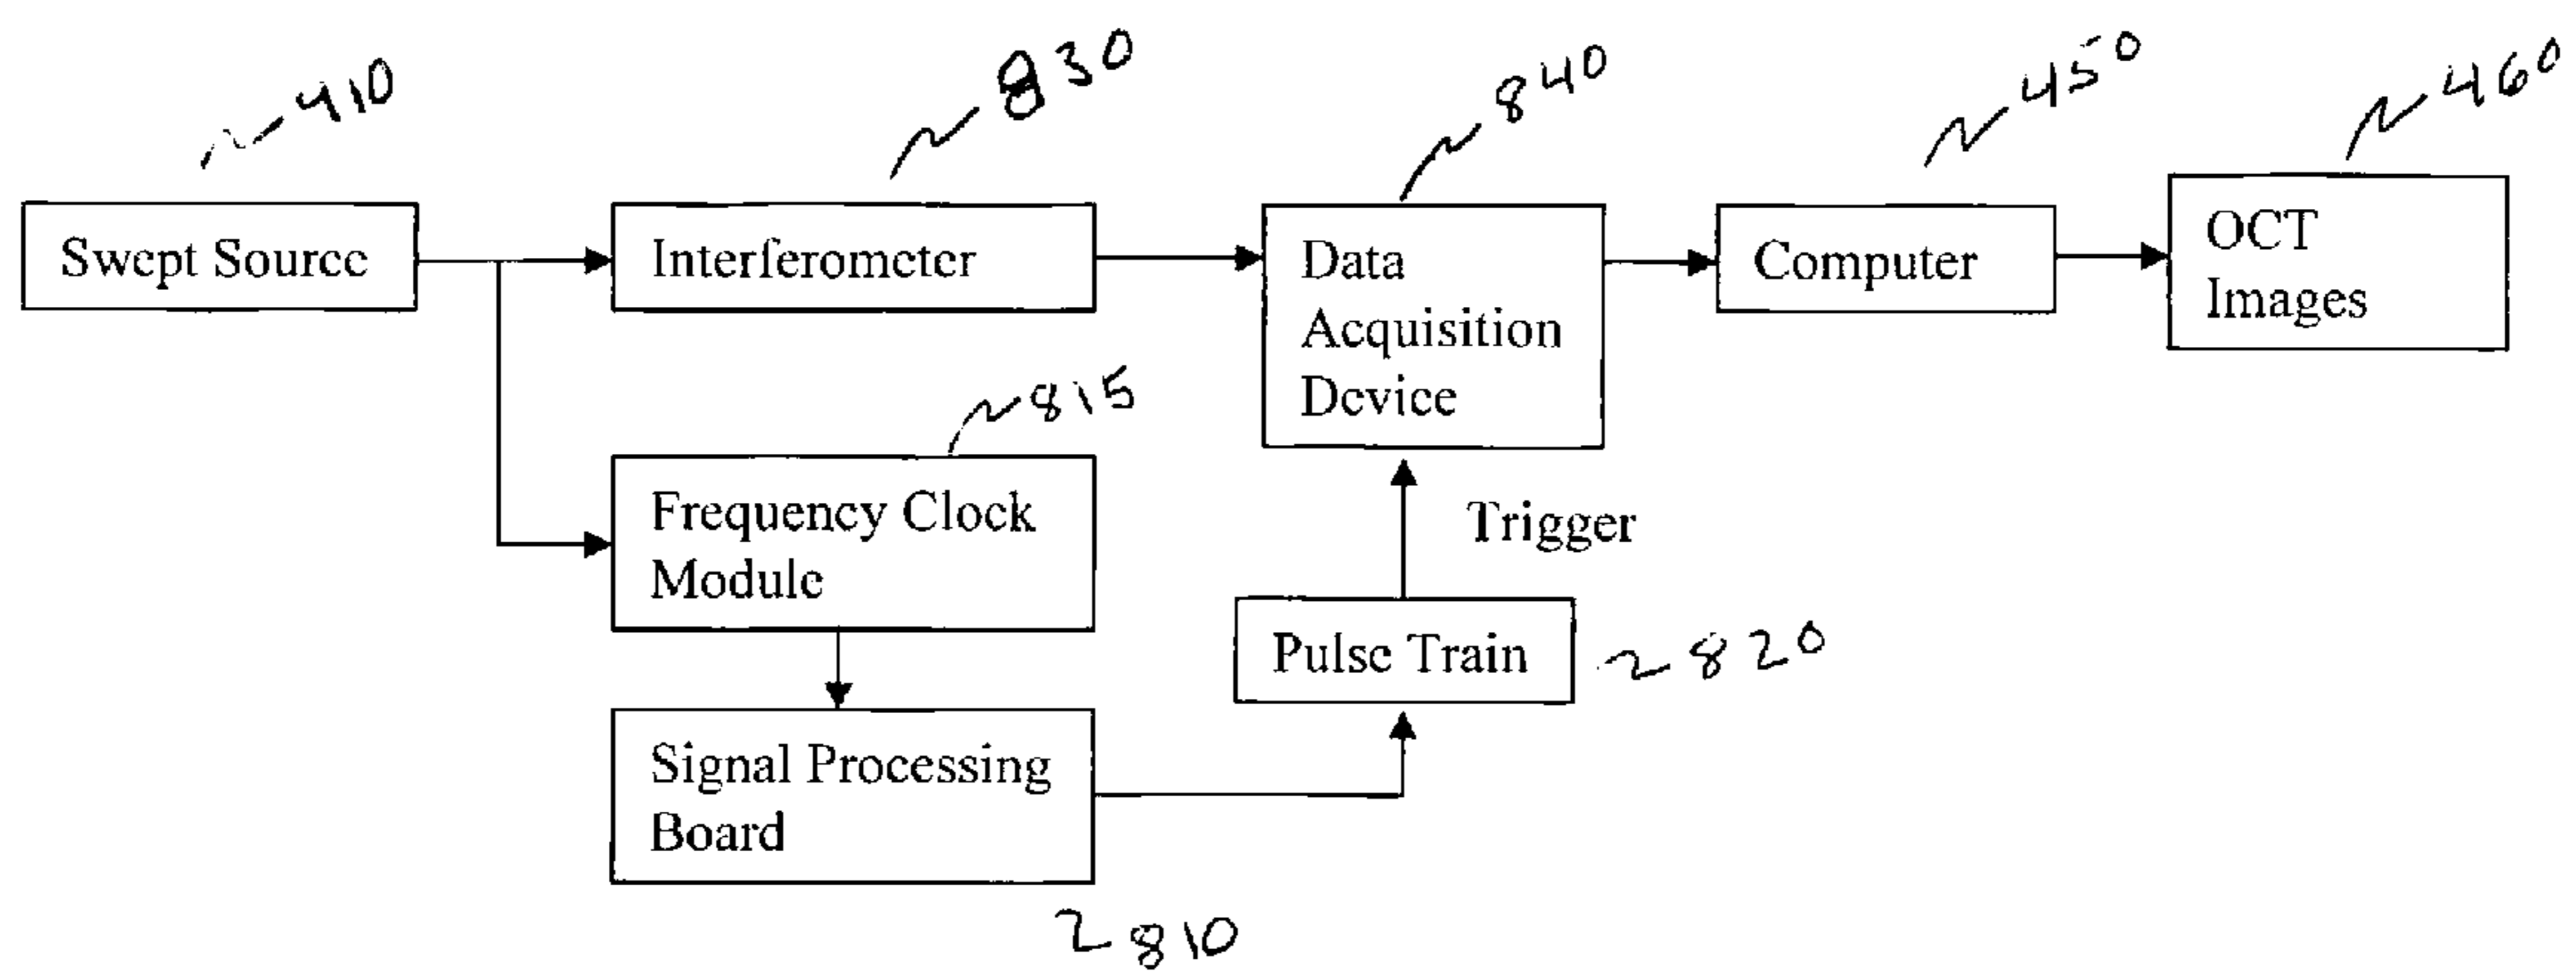 410
830
840
450
460
Swept Source
Interferometer
Data
Acquisition
Device
Computer
OCT
Images
815
Frequency Clock
Module
Trigger
Pulse Train
820
Signal Processing
Board
810